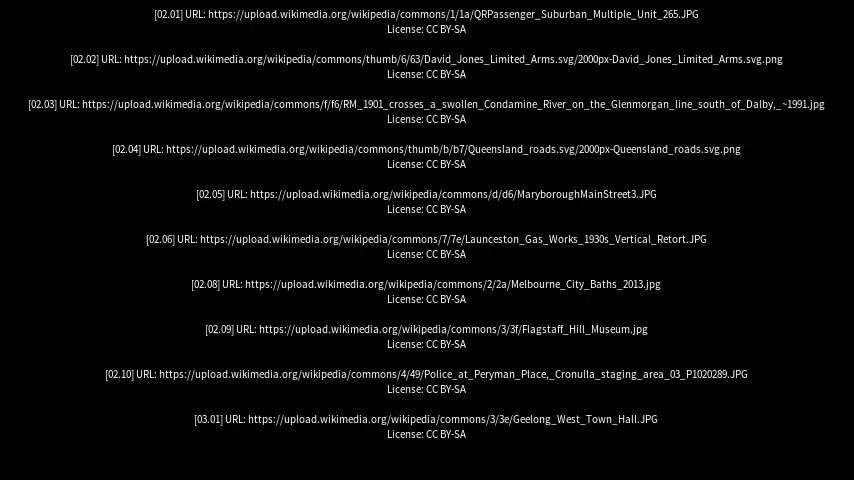 [02.01] URL: https://upload.wikimedia.org/wikipedia/commons/1/1a/QRPassenger_Suburban_Multiple_Unit_265.JPG
License: CC BY-SA
[02.02] URL: https://upload.wikimedia.org/wikipedia/commons/thumb/6/63/David_Jones_Limited_Arms.svg/2000px-David_Jones_Limited_Arms.svg.png
License: CC BY-SA
[02.03] URL: https://upload.wikimedia.org/wikipedia/commons/f/f6/RM_1901_crosses_a_swollen_Condamine_River_on_the_Glenmorgan_line_south_of_Dalby,_~1991.jpg
License: CC BY-SA
[02.04] URL: https://upload.wikimedia.org/wikipedia/commons/thumb/b/b7/Queensland_roads.svg/2000px-Queensland_roads.svg.png
License: CC BY-SA
[02.05] URL: https://upload.wikimedia.org/wikipedia/commons/d/d6/MaryboroughMainStreet3.JPG
License: CC BY-SA
[02.06] URL: https://upload.wikimedia.org/wikipedia/commons/7/7e/Launceston_Gas_Works_1930s_Vertical_Retort.JPG
License: CC BY-SA
[02.08] URL: https://upload.wikimedia.org/wikipedia/commons/2/2a/Melbourne_City_Baths_2013.jpg
License: CC BY-SA
[02.09] URL: https://upload.wikimedia.org/wikipedia/commons/3/3f/Flagstaff_Hill_Museum.jpg
License: CC BY-SA
[02.10] URL: https://upload.wikimedia.org/wikipedia/commons/4/49/Police_at_Peryman_Place,_Cronulla_staging_area_03_P1020289.JPG
License: CC BY-SA
[03.01] URL: https://upload.wikimedia.org/wikipedia/commons/3/3e/Geelong_West_Town_Hall.JPG
License: CC BY-SA